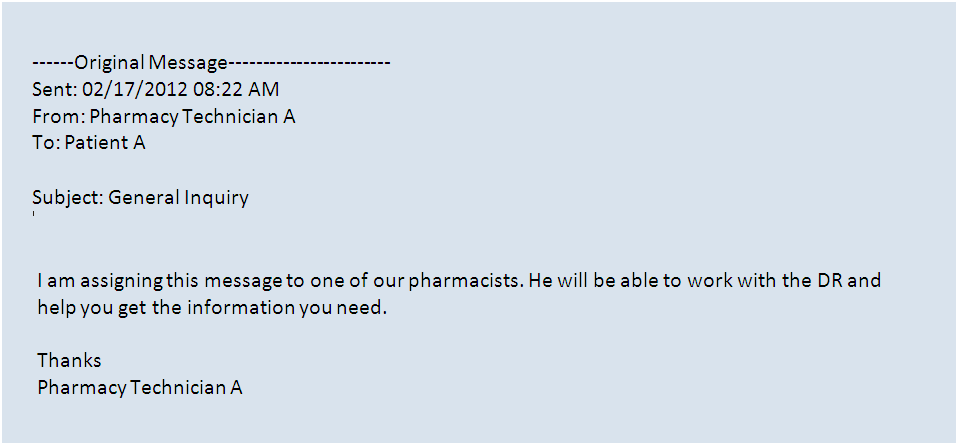 ------Original Message------------------------
Sent: 02/17/2012 08:22 AM
From: Pharmacy Technician A
To: Patient A
Subject: General Inquiry
I am assigning this message to one of our pharmacists. He will be able to work with the DR and
help you get the information you need.
Thanks
Pharmacy Technician A